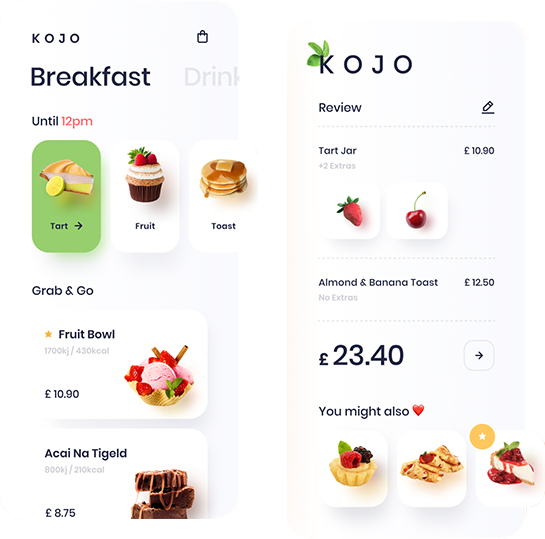 KOJO
Breakfast Drink
Until 12pm
Tart
Fruit
Toast
Grab & Go
Fruit Bowl
1700kj / 430kcal
£ 10.90
Acai Na Tigeld
800kj / 210kcal
£ 8.75
KOJO
Review
Tart Jar £ 10.90
+2 Extras
Almond & Banana Toast £ 12.50
No Extras
£ 23.40
You might also ❤️